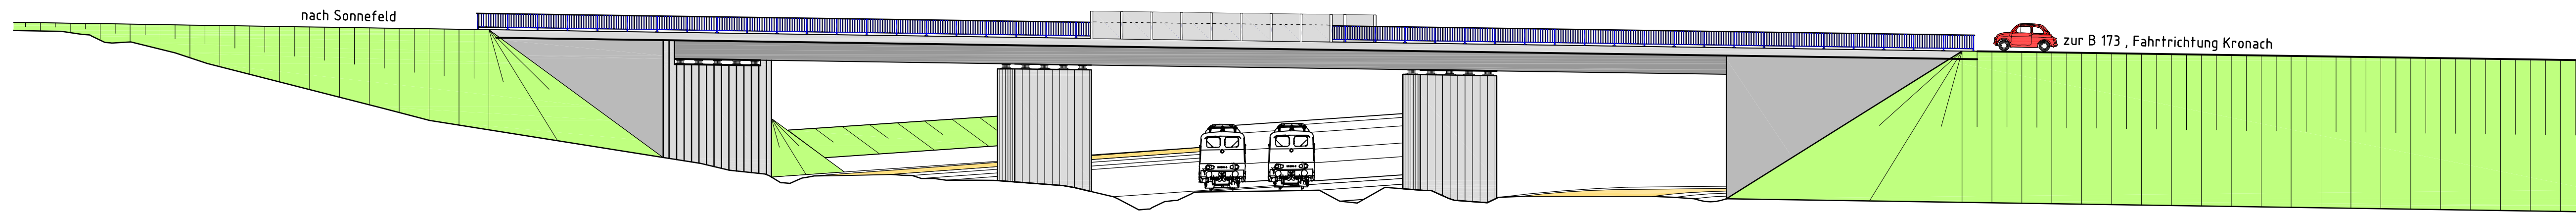 nach Sonnefeld
zur B 173 , Fahrtrichtung Kronach